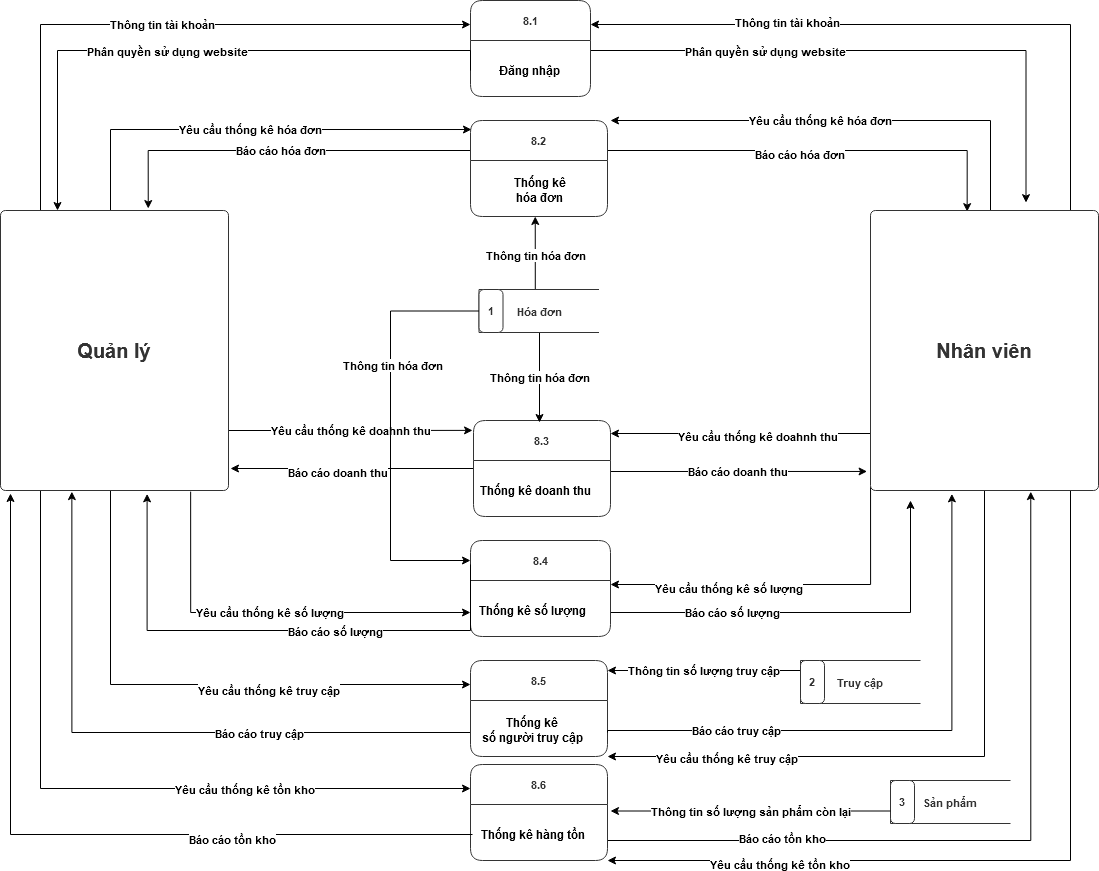 Thông tin tài khoản
8.1
Thông tin tài khoản
Phân quyền sử dụng website
Đăng nhập
Phân quyền sử dụng website
Yêu cầu thống kê hóa đơn
Yêu cầu thống kê hóa đơn
8.2
Báo cáo hóa đơn
Báo cáo hóa đơn
Thống kê
hóa đơn
Thông tin hóa đơn
1
Hóa đơn
Quản lý
Nhân viên
Thông tin hóa đơn
Thông tin hóa đơn
Yêu cầu thống kê doahnh thu
8.3
Yêu cầu thống kê doahnh thu
Báo cáo doanh thu
Báo cáo doanh thu
Thống kê doanh thu
8.4
Yêu cầu thống kê số lượng
Thống kê số lượng
Yêu cầu thống kê số lượng
Báo cáo số lượng
Báo cáo số lượng
8.5
Thông tin số lượng truy cập
2
Truy cập
Yêu cầu thống kê truy cập
Thống kê
số người truy cập
Báo cáo truy cập
Báo cáo truy cập
Yêu cầu thống kê truy cập
8.6
Yêu cầu thống kê tồn kho
3
Sản phẩm
Thông tin số lượng sản phẩm còn lại
Thống kê hàng tồn
Báo cáo tồn kho
Báo cáo tồn kho
Yêu cầu thống kê tồn kho